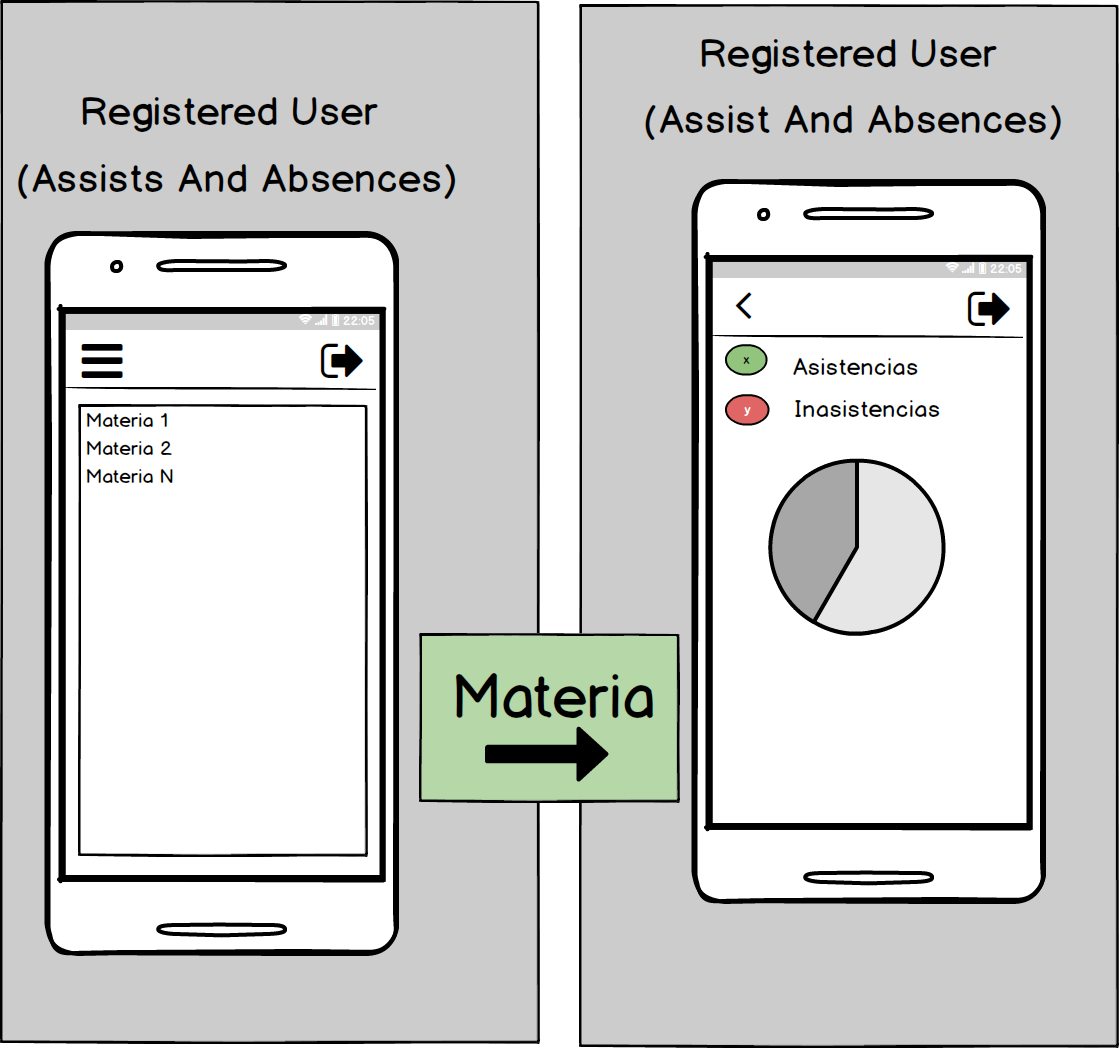 Registered User
(Assists And Absences)
22:05
Materia 1
Materia 2
Materia N
Materia
Registered User
(Assist And Absences)
22:05
x Asistencias
y Inasistencias